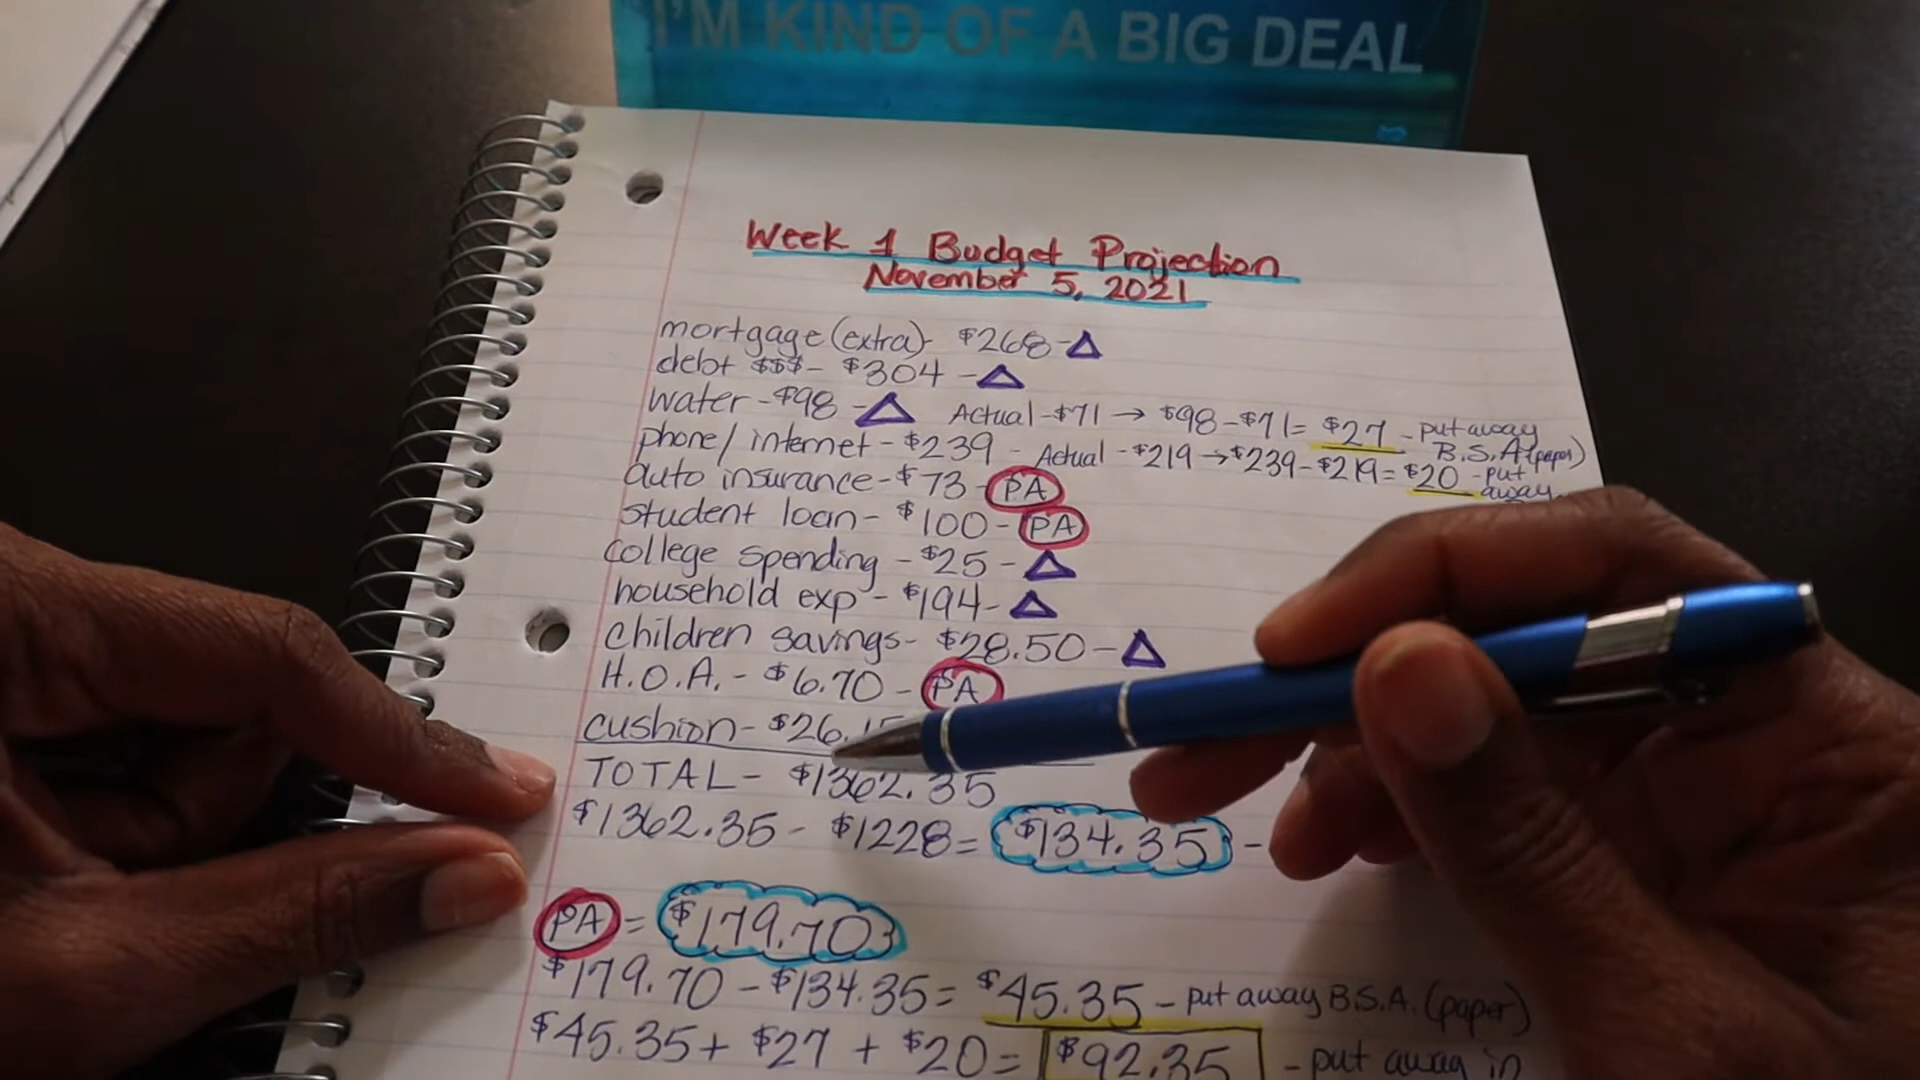 I'M KIND OF A BIG DEAL
Week 1 Budget Projection
November 5, 2021
mortgage (extra)- $268-△
debt $$$- $304 -△
water-$98-△ Actual-$71 → $98-$71= $27 -put away
B.S.A (paper)
phone/internet-$239 - Actual -$219 →$239-$219=$20 -put
away
auto insurance-$73-PA
student loan- $100-PA
college spending -$25-△
household exp -$194-△
children savings- $28.50-△
H.O.A.- $6.70 -PA
cushion- $26.15
TOTAL- $1362.35
$1362.35 - $1228= $134.35 -
PA = $179.70
$179.70 -$134.35= $45.35 - put away B.S.A. (paper)
$45.35+ $27 + $20= $92.35 -put away in